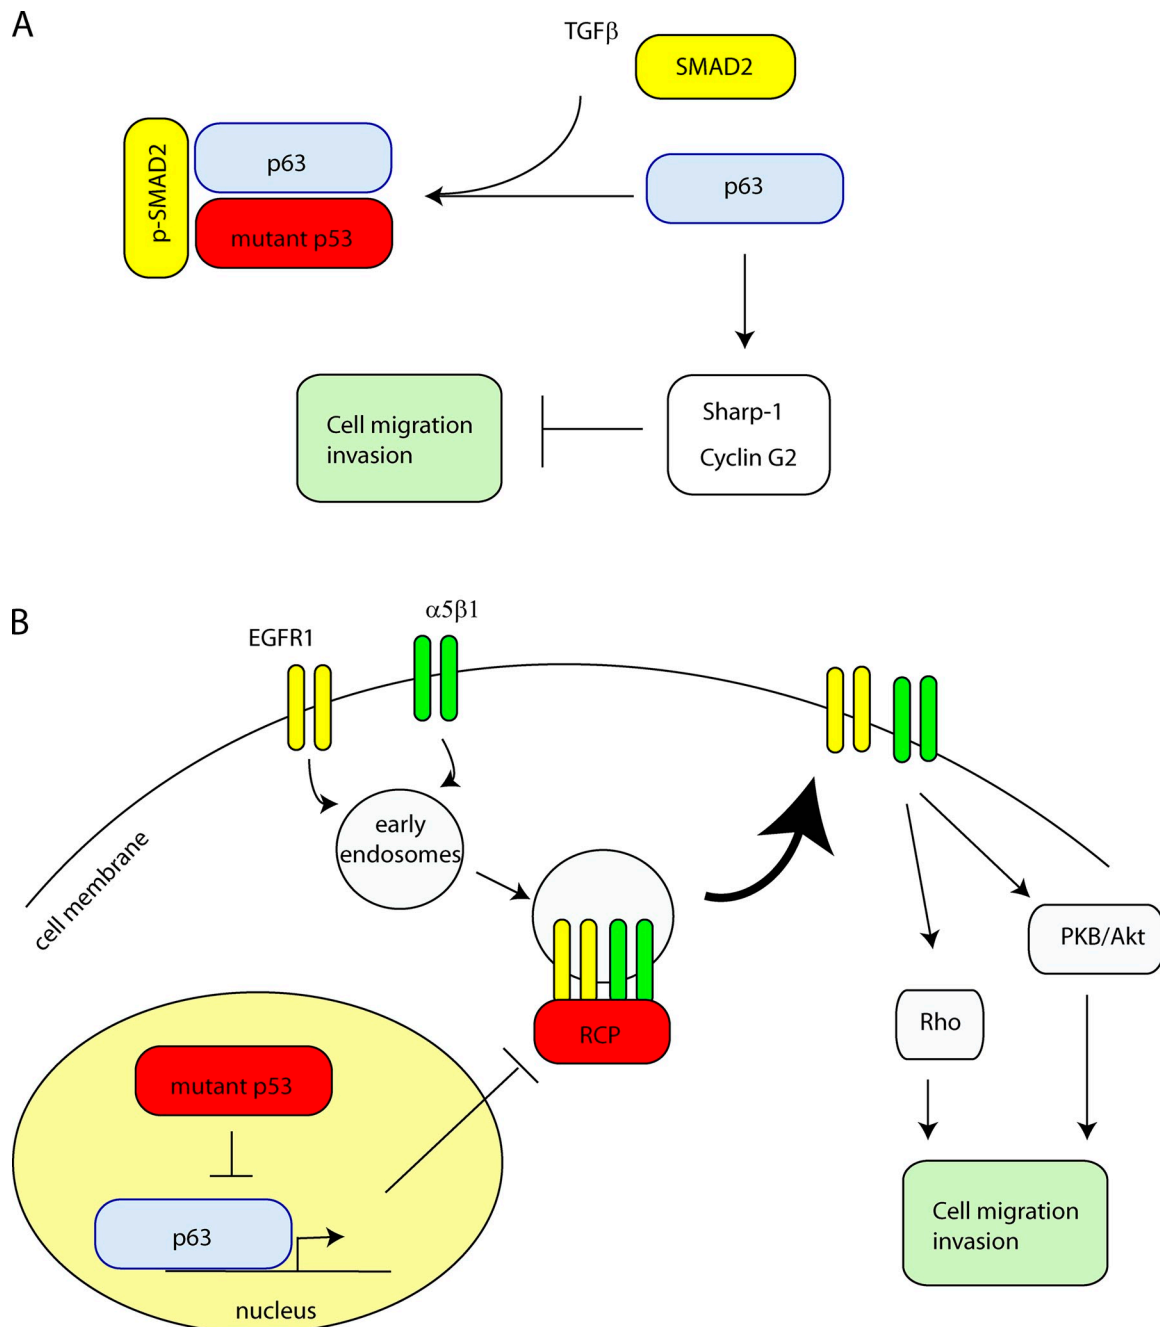 A
TGFβ
SMAD2
p-SMAD2
p63
mutant p53
p63
Sharp-1
Cyclin G2
Cell migration
invasion
B
EGFR1
α5β1
cell membrane
early
endosomes
RCP
PKB/Akt
Rho
mutant p53
p63
nucleus
Cell migration
invasion